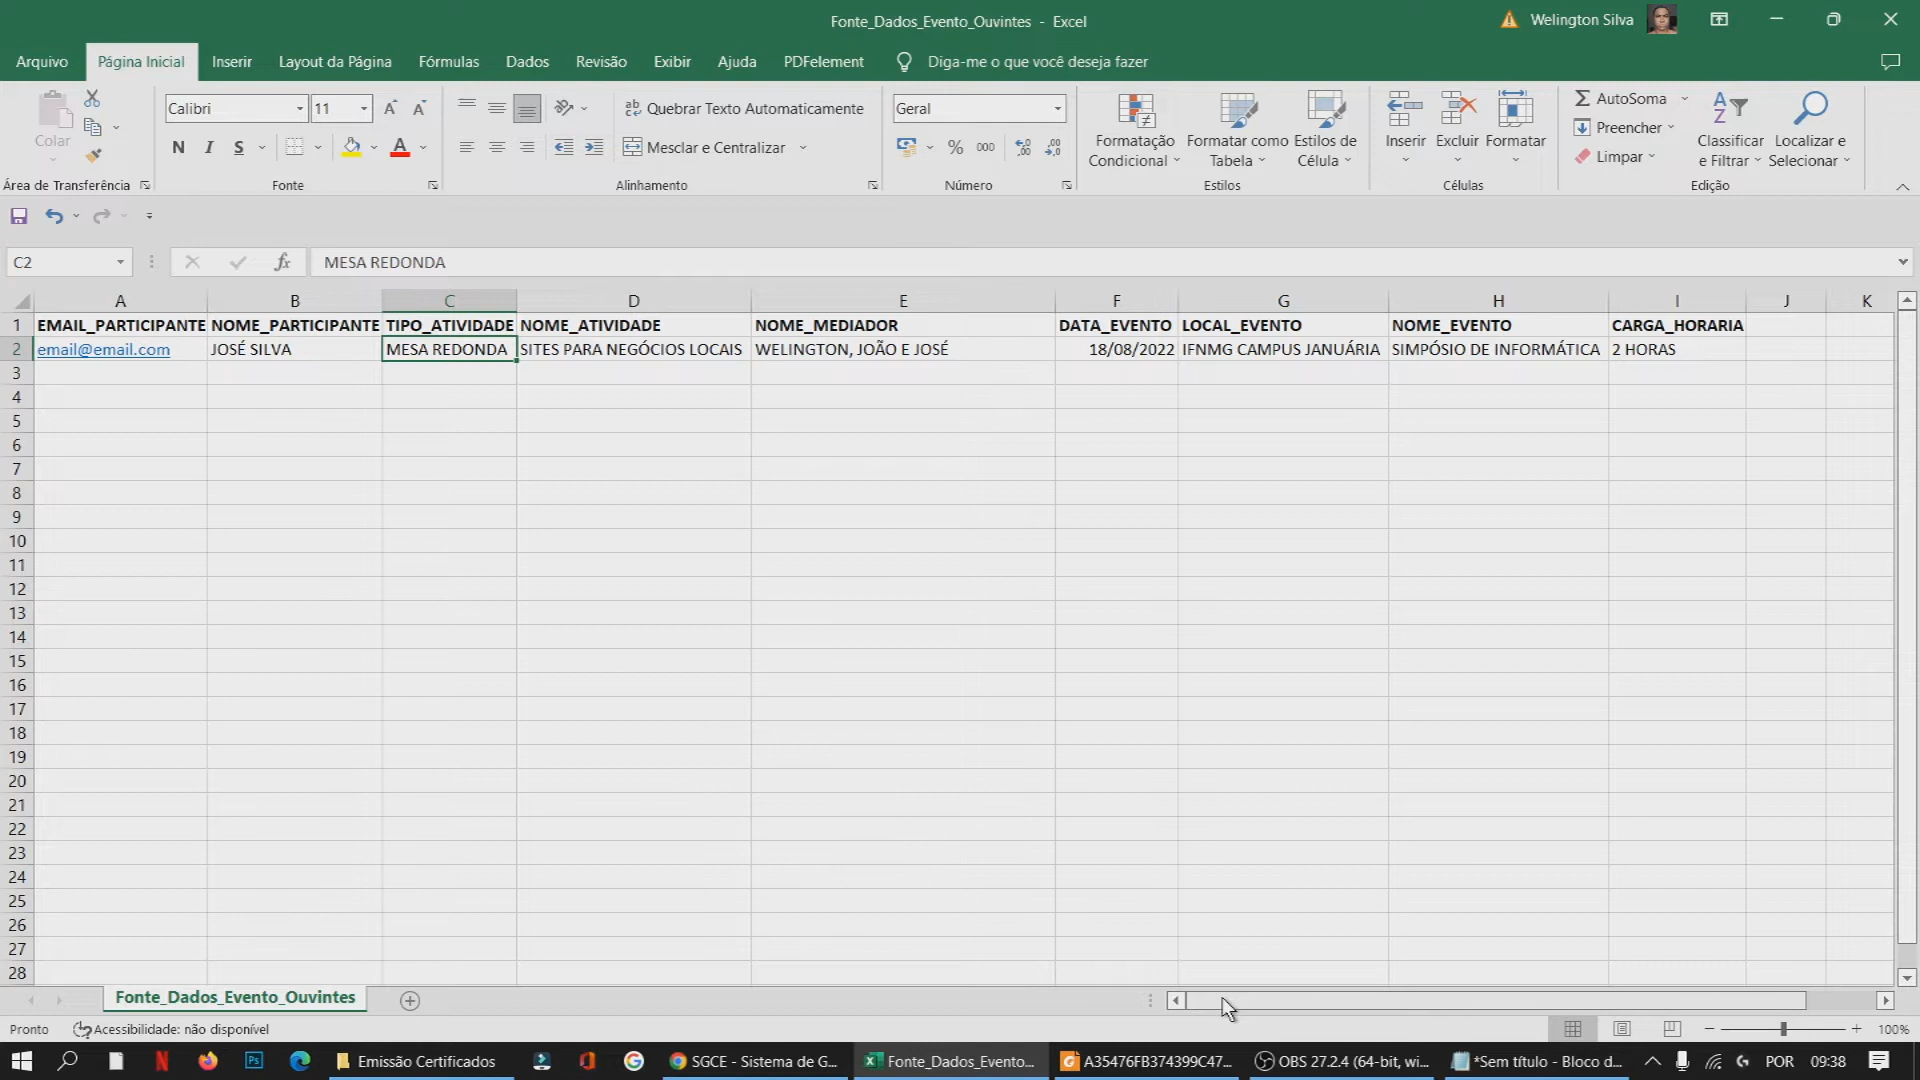 Fonte_Dados_Evento_Ouvintes - Excel
Welington Silva
Arquivo
Página Inicial
Inserir
Layout da Página
Fórmulas
Dados
Revisão
Exibir
Ajuda
PDFelement
Diga-me o que você deseja fazer
Colar
Calibri
11
N I S
Quebrar Texto Automaticamente
Mesclar e Centralizar
Geral
% 000
Formatação Condicional
Formatar como Tabela
Estilos de Célula
Inserir
Excluir
Formatar
AutoSoma
Preencher
Limpar
Classificar e Filtrar
Localizar e Selecionar
Área de Transferência
Fonte
Alinhamento
Número
Estilos
Células
Edição
C2
fx
MESA REDONDA
A B C D E F G H I J K
1 EMAIL_PARTICIPANTE NOME_PARTICIPANTE TIPO_ATIVIDADE NOME_ATIVIDADE NOME_MEDIADOR DATA_EVENTO LOCAL_EVENTO NOME_EVENTO CARGA_HORARIA
2 email@email.com JOSÉ SILVA MESA REDONDA SITES PARA NEGÓCIOS LOCAIS WELINGTON, JOÃO E JOSÉ 18/08/2022 IFNMG CAMPUS JANUÁRIA SIMPÓSIO DE INFORMÁTICA 2 HORAS
3
4
5
6
7
8
9
10
11
12
13
14
15
16
17
18
19
20
21
22
23
24
25
26
27
28
Fonte_Dados_Evento_Ouvintes
Pronto
Acessibilidade: não disponível
100%
Emissão Certificados
SGCE - Sistema de G...
Fonte_Dados_Evento...
A35476FB374399C47...
OBS 27.2.4 (64-bit, wi...
*Sem título - Bloco d...
POR
09:38